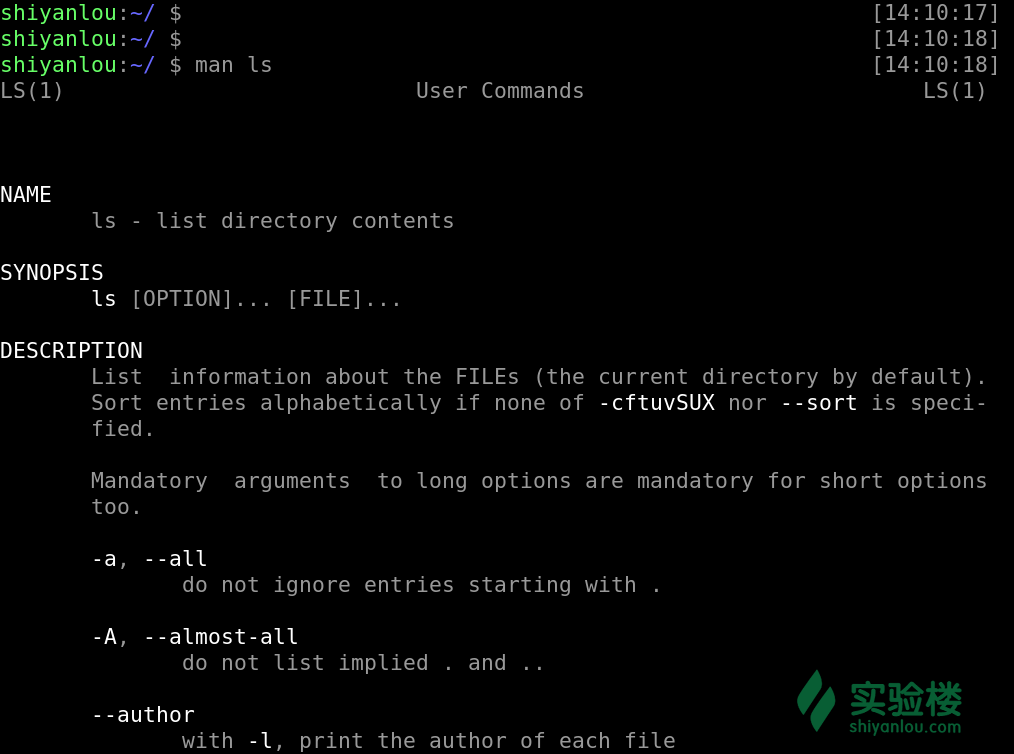 shiyanlou:~/ $ [14:10:17]
shiyanlou:~/ $ [14:10:18]
shiyanlou:~/ $ man ls [14:10:18]
LS(1) User Commands LS(1)
NAME
ls - list directory contents
SYNOPSIS
ls [OPTION]... [FILE]...
DESCRIPTION
List  information about the FILEs (the current directory by default).
Sort entries alphabetically if none of -cftuvSUX nor --sort is speci-
fied.
Mandatory  arguments  to long options are mandatory for short options
too.
-a, --all
do not ignore entries starting with .
-A, --almost-all
do not list implied . and ..
--author
with -l, print the author of each file
实验楼
shiyanlou.com